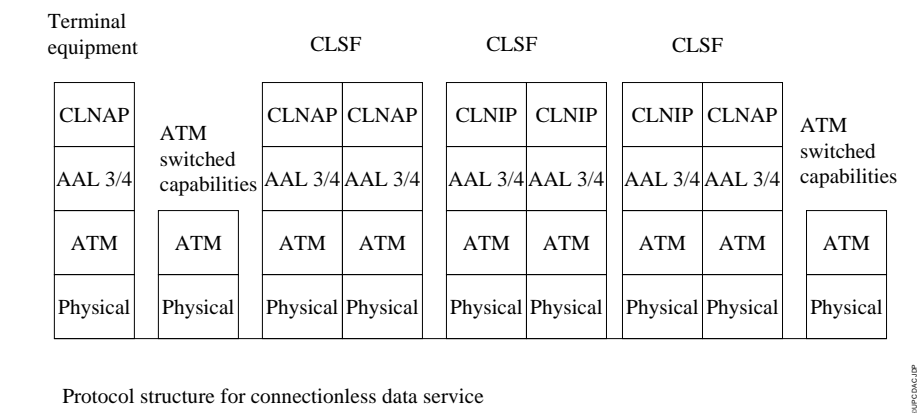 Terminal
equipment
CLSF CLSF CLSF
CLNAP CLNAP CLNAP CLNIP CLNIP CLNIP CLNAP
ATM
switched
capabilities
ATM
switched
capabilities
AAL 3/4 AAL 3/4 AAL 3/4 AAL 3/4 AAL 3/4 AAL 3/4 AAL 3/4
ATM ATM ATM ATM ATM ATM ATM ATM ATM
Physical Physical Physical Physical Physical Physical Physical Physical Physical
Protocol structure for connectionless data service